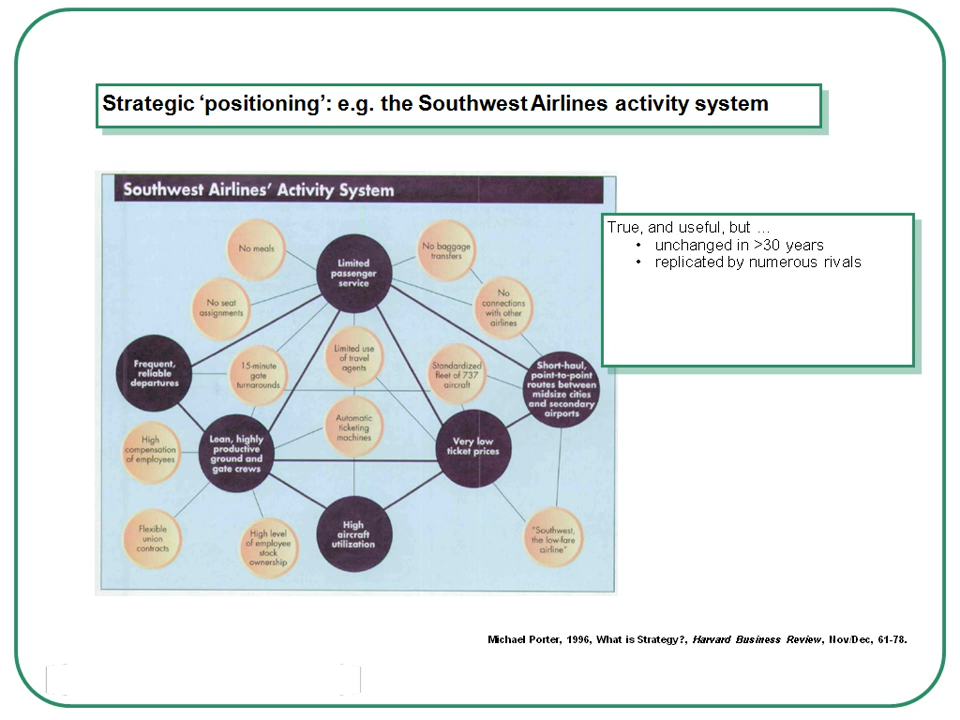 Strategic ‘positioning’: e.g. the Southwest Airlines activity system
Southwest Airlines’ Activity System
True, and useful, but …
• unchanged in >30 years
• replicated by numerous rivals
No meals
Limited
passenger
service
No baggage
transfers
No seat
assignments
No
connections
with other
airlines
Frequent,
reliable
departures
15-minute
gate
turnarounds
Limited use
of travel
agents
Standardized
fleet of 737
aircraft
Short-haul,
point-to-point
routes between
midsize cities
and secondary
airports
High
compensation
of employees
Lean, highly
productive
ground and
gate crews
Automatic
ticketing
machines
Very low
ticket prices
Flexible
union
contracts
High level
of employee
stock
ownership
High
aircraft
utilization
"Southwest,
the low-fare
airline"
Michael Porter, 1996, What is Strategy?, Harvard Business Review, Nov/Dec, 61-78.